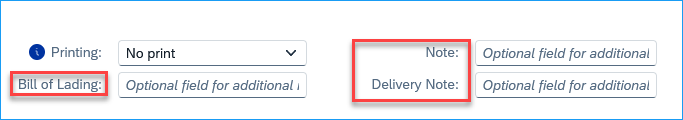 Printing: No print Note: Optional field for additional
Bill of Lading: Optional field for additional Delivery Note: Optional field for additional